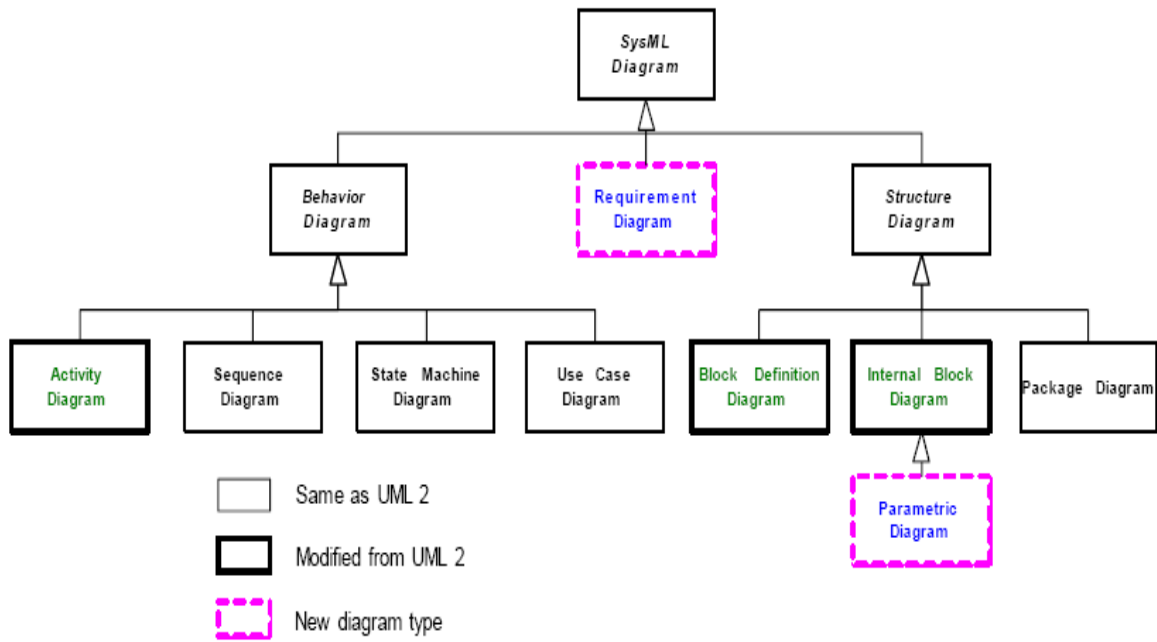 SysML
Diagram
Behavior
Diagram
Requirement
Diagram
Structure
Diagram
Activity
Diagram
Sequence
Diagram
State Machine
Diagram
Use Case
Diagram
Block Definition
Diagram
Internal Block
Diagram
Package Diagram
Parametric
Diagram
Same as UML 2
Modified from UML 2
New diagram type